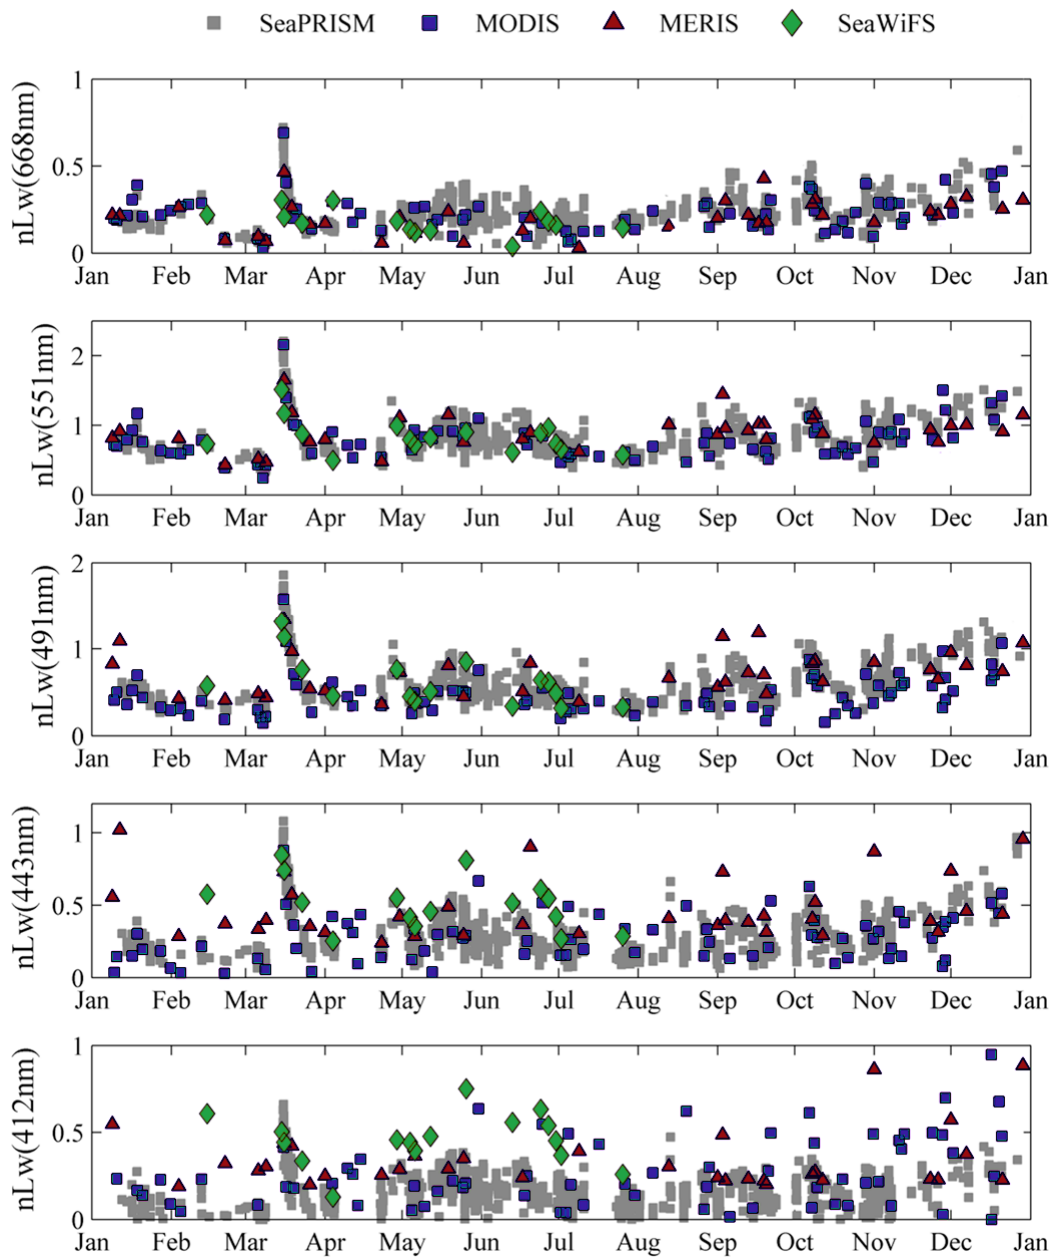 SeaPRISM MODIS MERIS SeaWiFS
nLw(668nm)
1
0.5
0
Jan Feb Mar Apr May Jun Jul Aug Sep Oct Nov Dec Jan
nLw(551nm)
2
1
0
Jan Feb Mar Apr May Jun Jul Aug Sep Oct Nov Dec Jan
nLw(491nm)
2
1
0
Jan Feb Mar Apr May Jun Jul Aug Sep Oct Nov Dec Jan
nLw(443nm)
1
0.5
0
Jan Feb Mar Apr May Jun Jul Aug Sep Oct Nov Dec Jan
nLw(412nm)
1
0.5
0
Jan Feb Mar Apr May Jun Jul Aug Sep Oct Nov Dec Jan